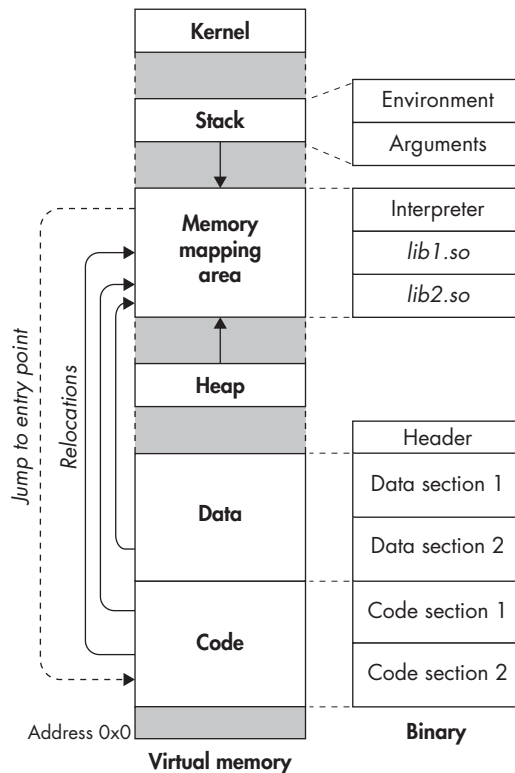 Kernel
Environment
Stack
Arguments
Interpreter
Memory
mapping
area
lib1.so
lib2.so
Jump to entry point
Relocations
Heap
Header
Data section 1
Data
Data section 2
Code section 1
Code
Code section 2
Address 0x0
Binary
Virtual memory